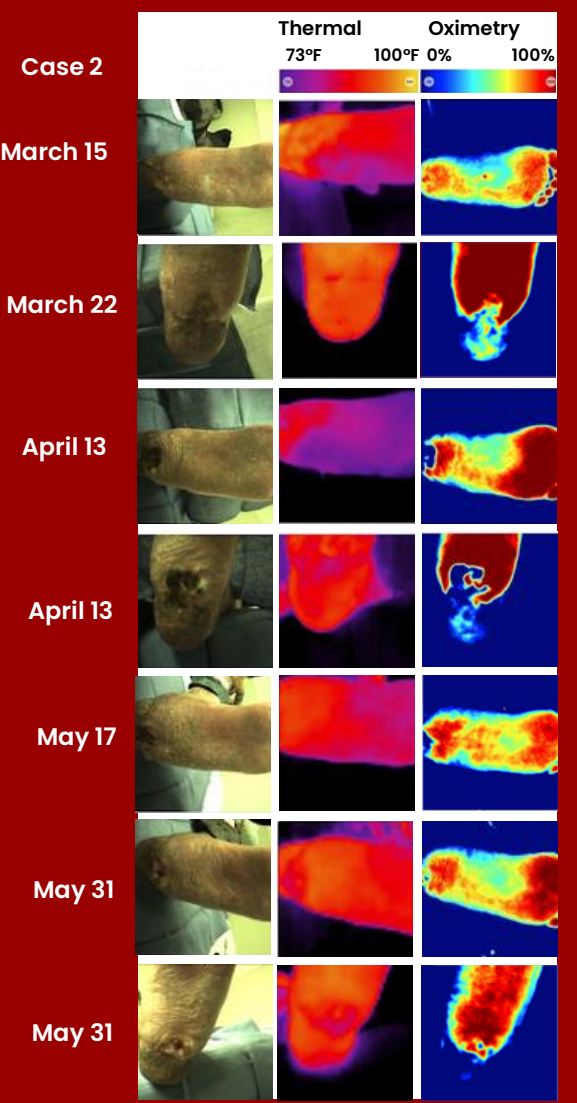 Thermal Oximetry
Case 2
73°F 100°F 0% 100%
March 15
March 22
April 13
April 13
May 17
May 31
May 31